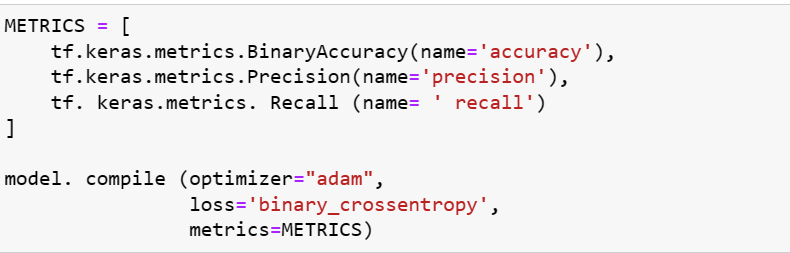 METRICS = [
    tf.keras.metrics.BinaryAccuracy(name='accuracy'),
    tf.keras.metrics.Precision(name='precision'),
    tf. keras.metrics. Recall (name= ' recall')
]
model. compile (optimizer="adam",
                loss='binary_crossentropy',
                metrics=METRICS)